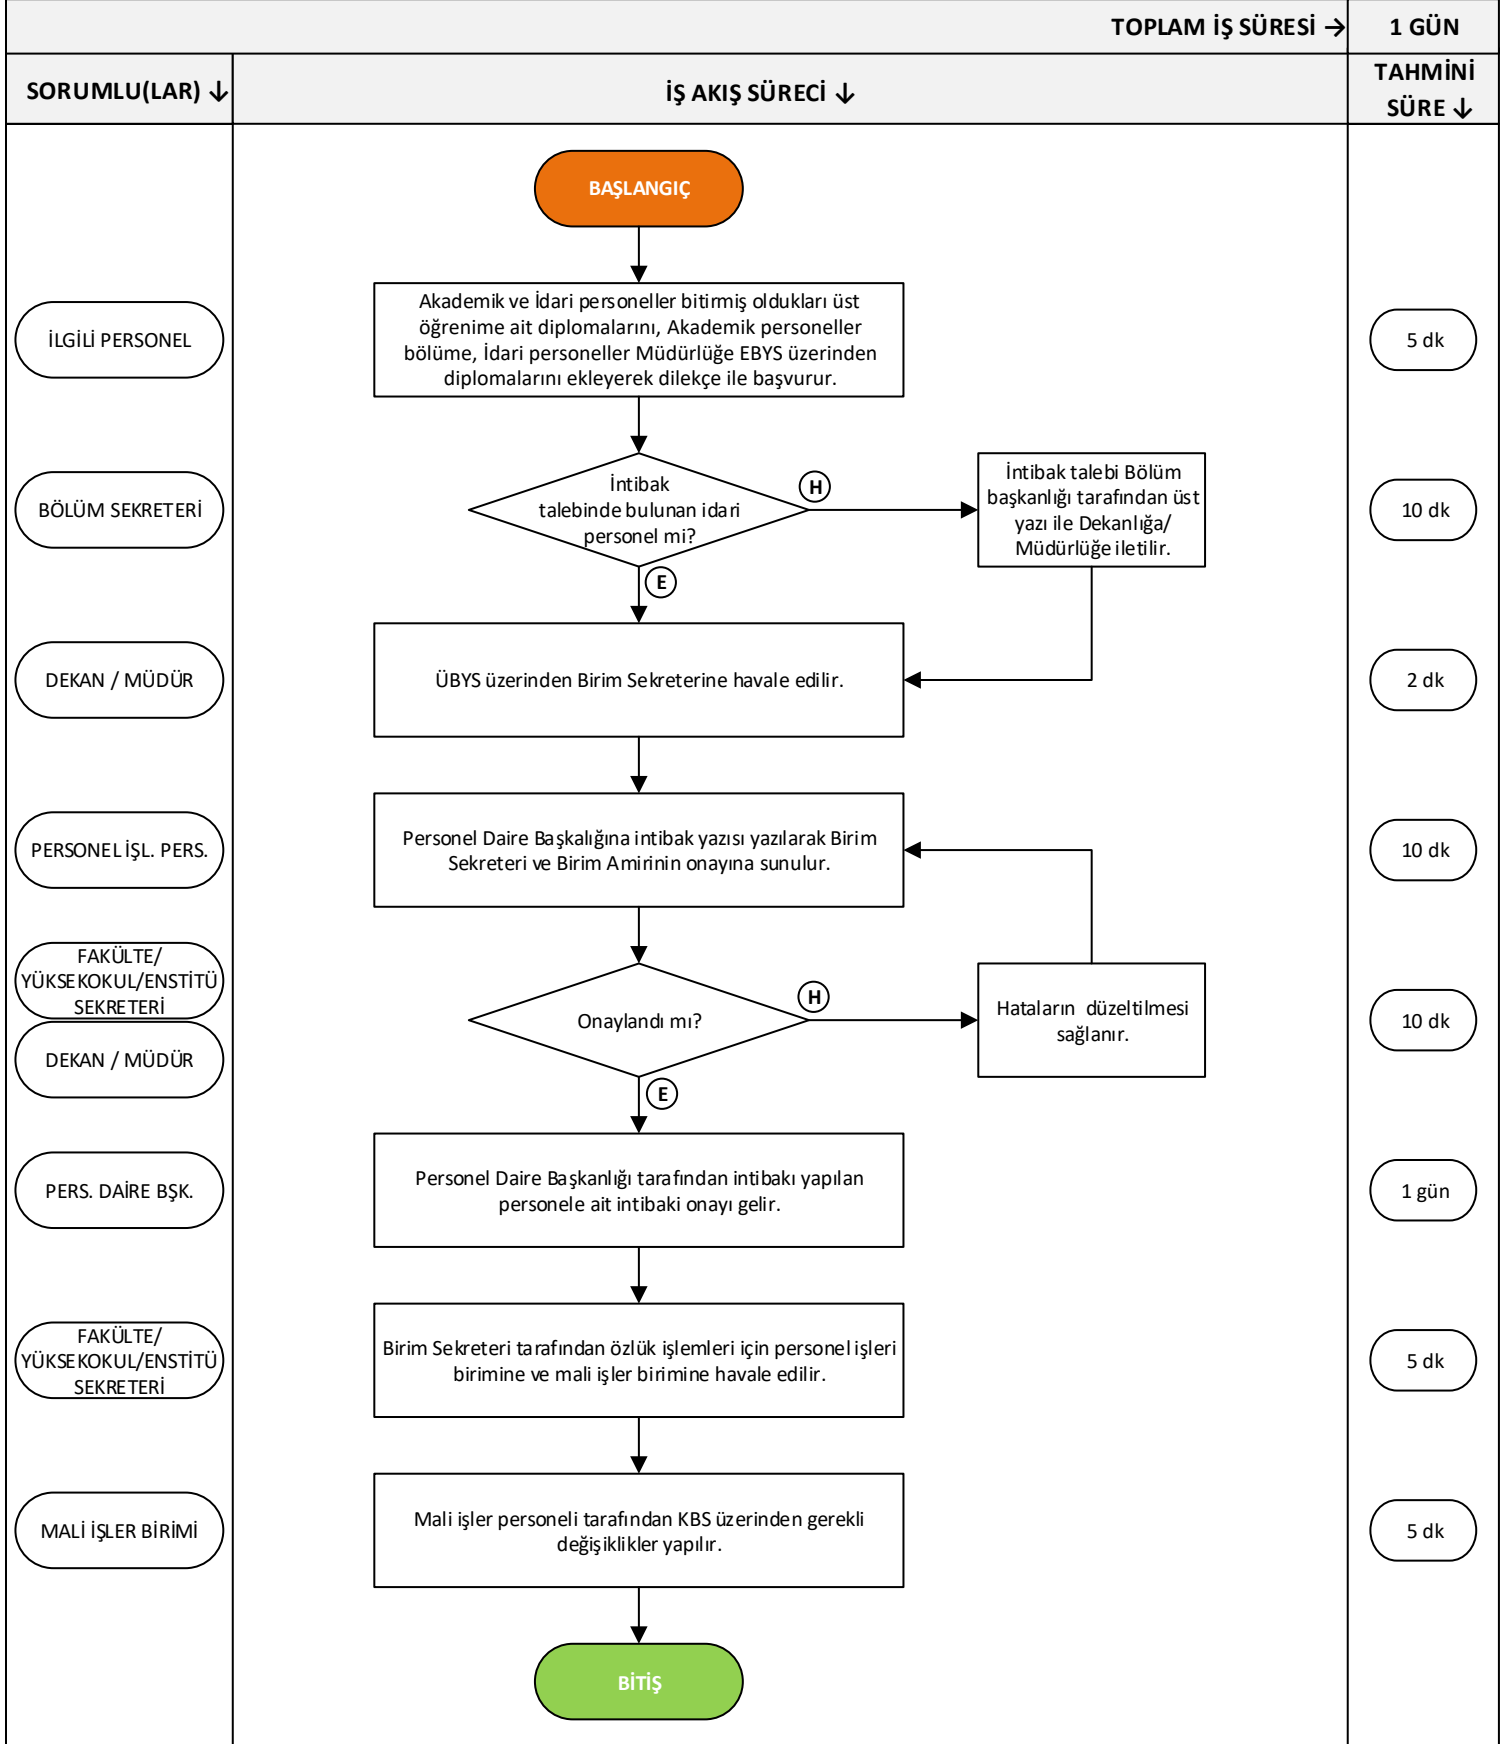 TOPLAM İŞ SÜRESİ →
1 GÜN
SORUMLU(LAR) ↓
İŞ AKIŞ SÜRECİ ↓
TAHMİNİ
SÜRE ↓
BAŞLANGIÇ
İLGİLİ PERSONEL
Akademik ve İdari personeller bitirmiş oldukları üst
öğrenime ait diplomalarını, Akademik personeller
bölüme, İdari personeller Müdürlüğe EBYS üzerinden
diplomalarını ekleyerek dilekçe ile başvurur.
5 dk
BÖLÜM SEKRETERİ
İntibak
talebinde bulunan idari
personel mi?
H
İntibak talebi Bölüm
başkanlığı tarafından üst
yazı ile Dekanlığa/
Müdürlüğe iletilir.
10 dk
E
DEKAN / MÜDÜR
ÜBYS üzerinden Birim Sekreterine havale edilir.
2 dk
PERSONEL İŞL. PERS.
Personel Daire Başkalığına intibak yazısı yazılarak Birim
Sekreteri ve Birim Amirinin onayına sunulur.
10 dk
FAKÜLTE/
YÜKSEKOKUL/ENSTİTÜ
SEKRETERİ
DEKAN / MÜDÜR
Onaylandı mı?
H
Hataların düzeltilmesi
sağlanır.
10 dk
E
PERS. DAİRE BŞK.
Personel Daire Başkanlığı tarafından intibakı yapılan
personele ait intibaki onayı gelir.
1 gün
FAKÜLTE/
YÜKSEKOKUL/ENSTİTÜ
SEKRETERİ
Birim Sekreteri tarafından özlük işlemleri için personel işleri
birimine ve mali işler birimine havale edilir.
5 dk
MALİ İŞLER BİRİMİ
Mali işler personeli tarafından KBS üzerinden gerekli
değişiklikler yapılır.
5 dk
BİTİŞ